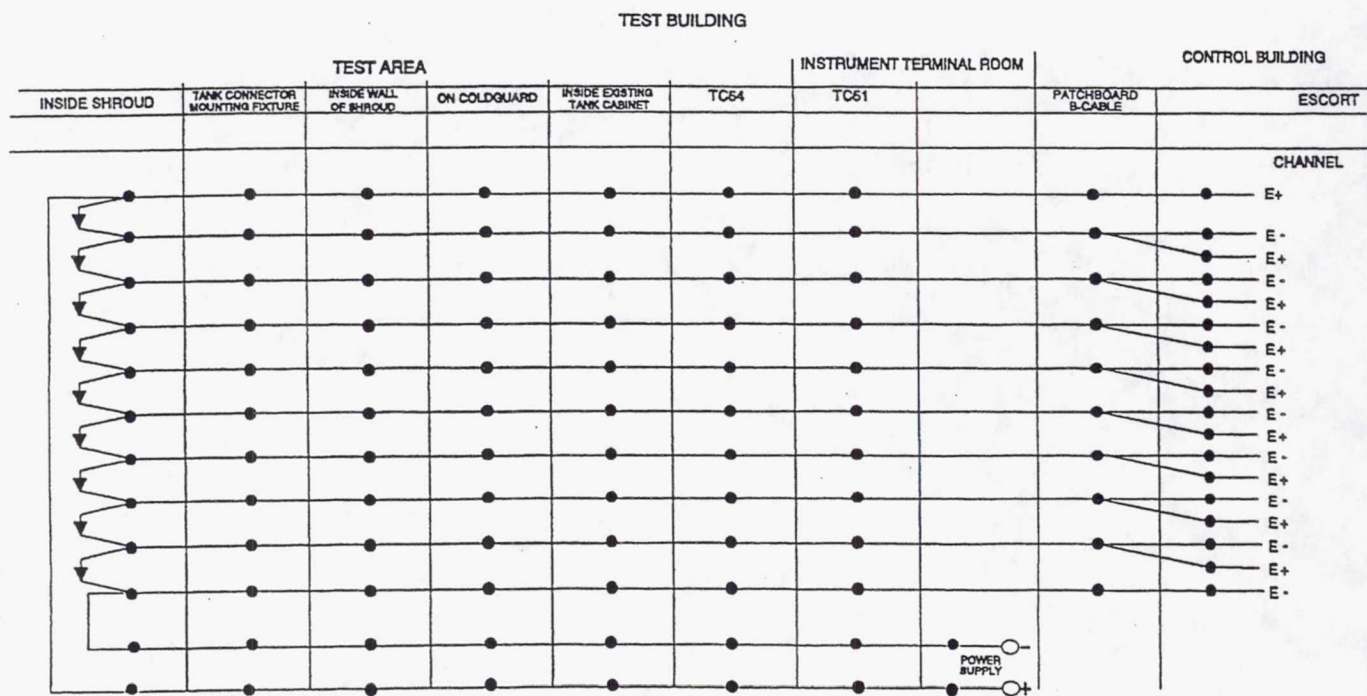 TEST BUILDING
TEST AREA
INSTRUMENT TERMINAL ROOM
CONTROL BUILDING
INSIDE SHROUD
TANK CONNECTOR
MOUNTING FIXTURE
INSIDE WALL
OF SHROUD
ON COLDGUARD
INSIDE EXISTING
TANK CABINET
TC54
TC51
PATCHBOARD
B-CABLE
ESCORT
CHANNEL
E+
E-
E+
E-
E+
E-
E+
E-
E+
E-
E+
E-
E+
E-
E+
E-
E+
E-
POWER
SUPPLY
-
+